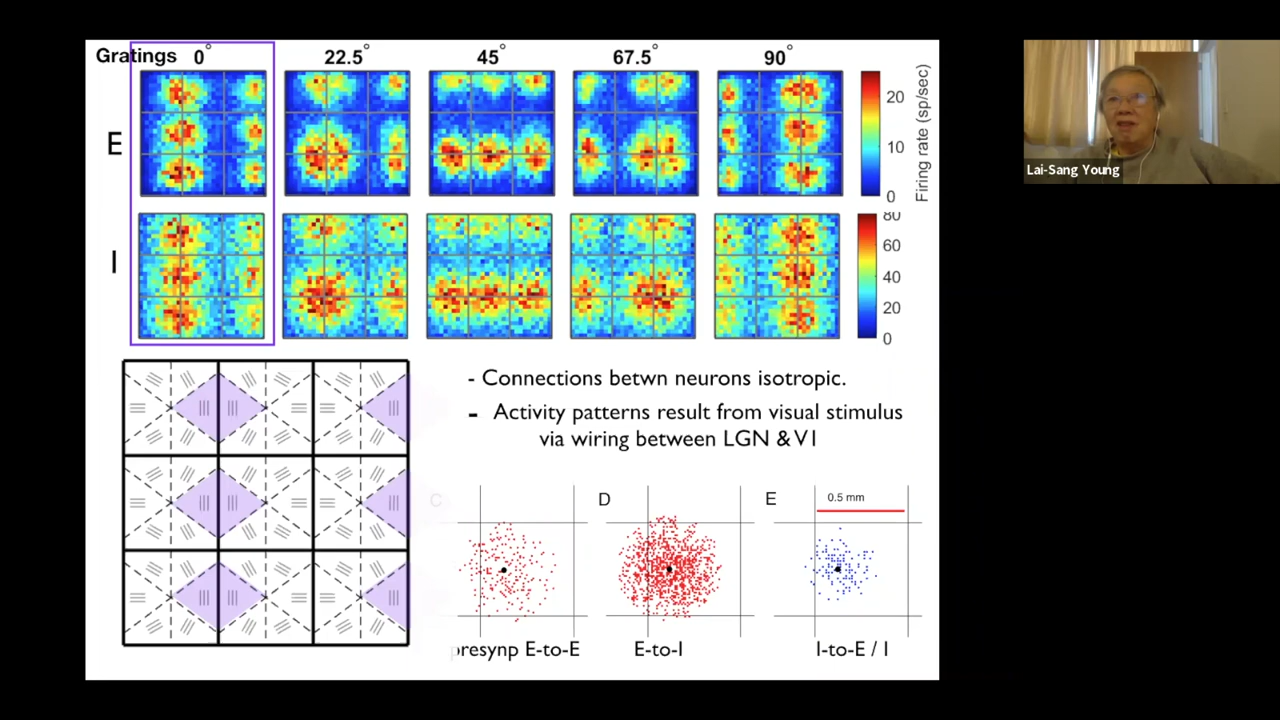 Gratings 0° 22.5° 45° 67.5° 90°
E
20
10
0
Firing rate (sp/sec)
I
80
60
40
20
0
Lai-Sang Young
- Connections betwn neurons isotropic.
- Activity patterns result from visual stimulus
via wiring between LGN & V1
C D E 0.5 mm
presynp E-to-E E-to-I I-to-E / I